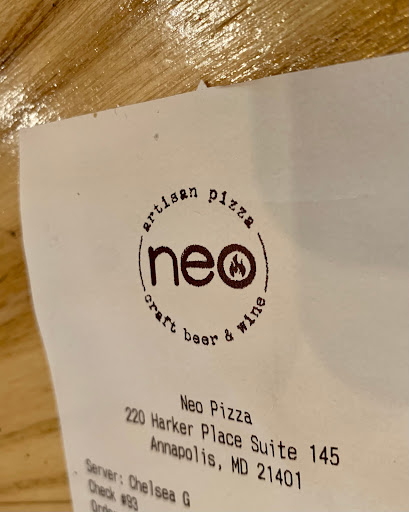 artisan pizza
neo
craft beer & wine
Neo Pizza
220 Harker Place Suite 145
Annapolis, MD 21401
Server: Chelsea G
Check #93